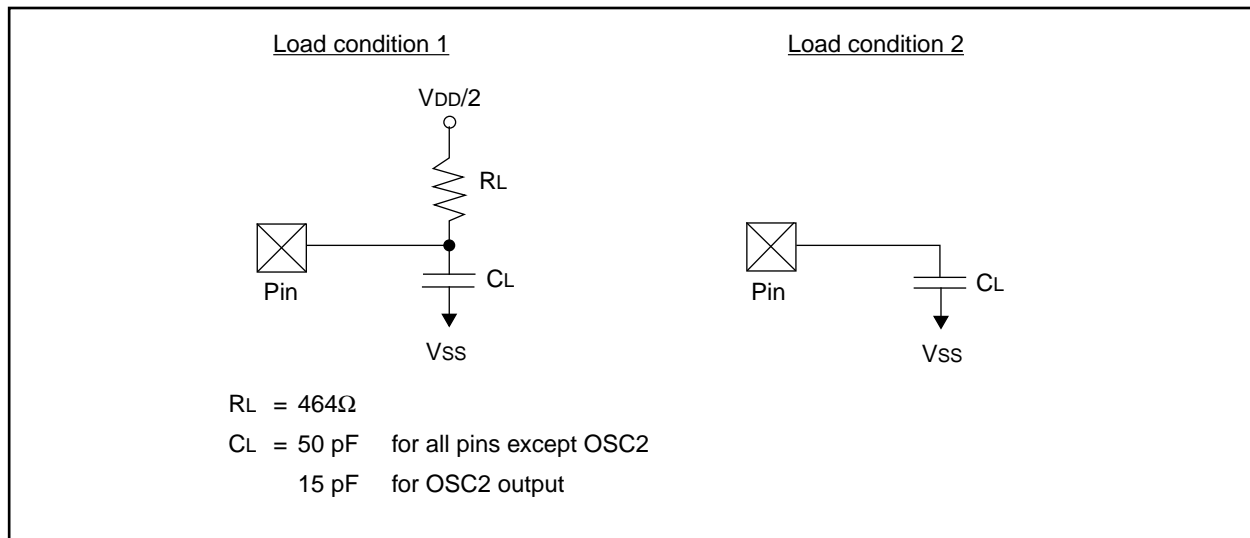 Load condition 1
Load condition 2
VDD/2
RL
Pin
CL
VSS
Pin
CL
VSS
RL = 464Ω
CL = 50 pF for all pins except OSC2
15 pF for OSC2 output